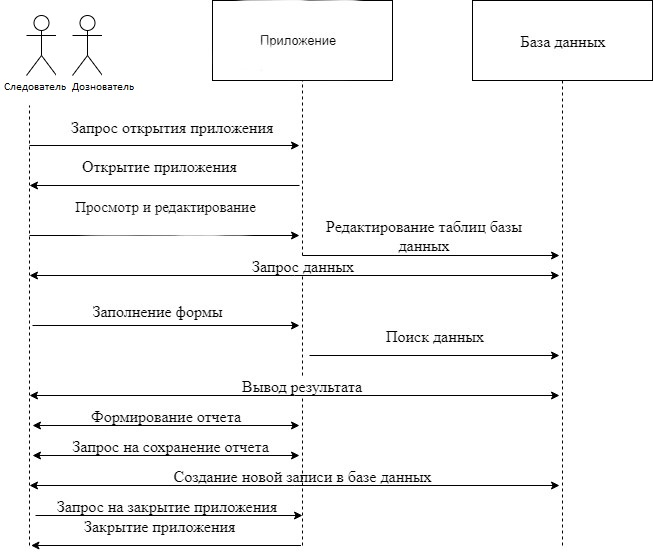 Приложение
База данных
Следователь Дознователь
Запрос открытия приложения
Открытие приложения
Просмотр и редактирование
Редактирование таблиц базы
данных
Запрос данных
Заполнение формы
Поиск данных
Вывод результата
Формирование отчета
Запрос на сохранение отчета
Создание новой записи в базе данных
Запрос на закрытие приложения
Закрытие приложения